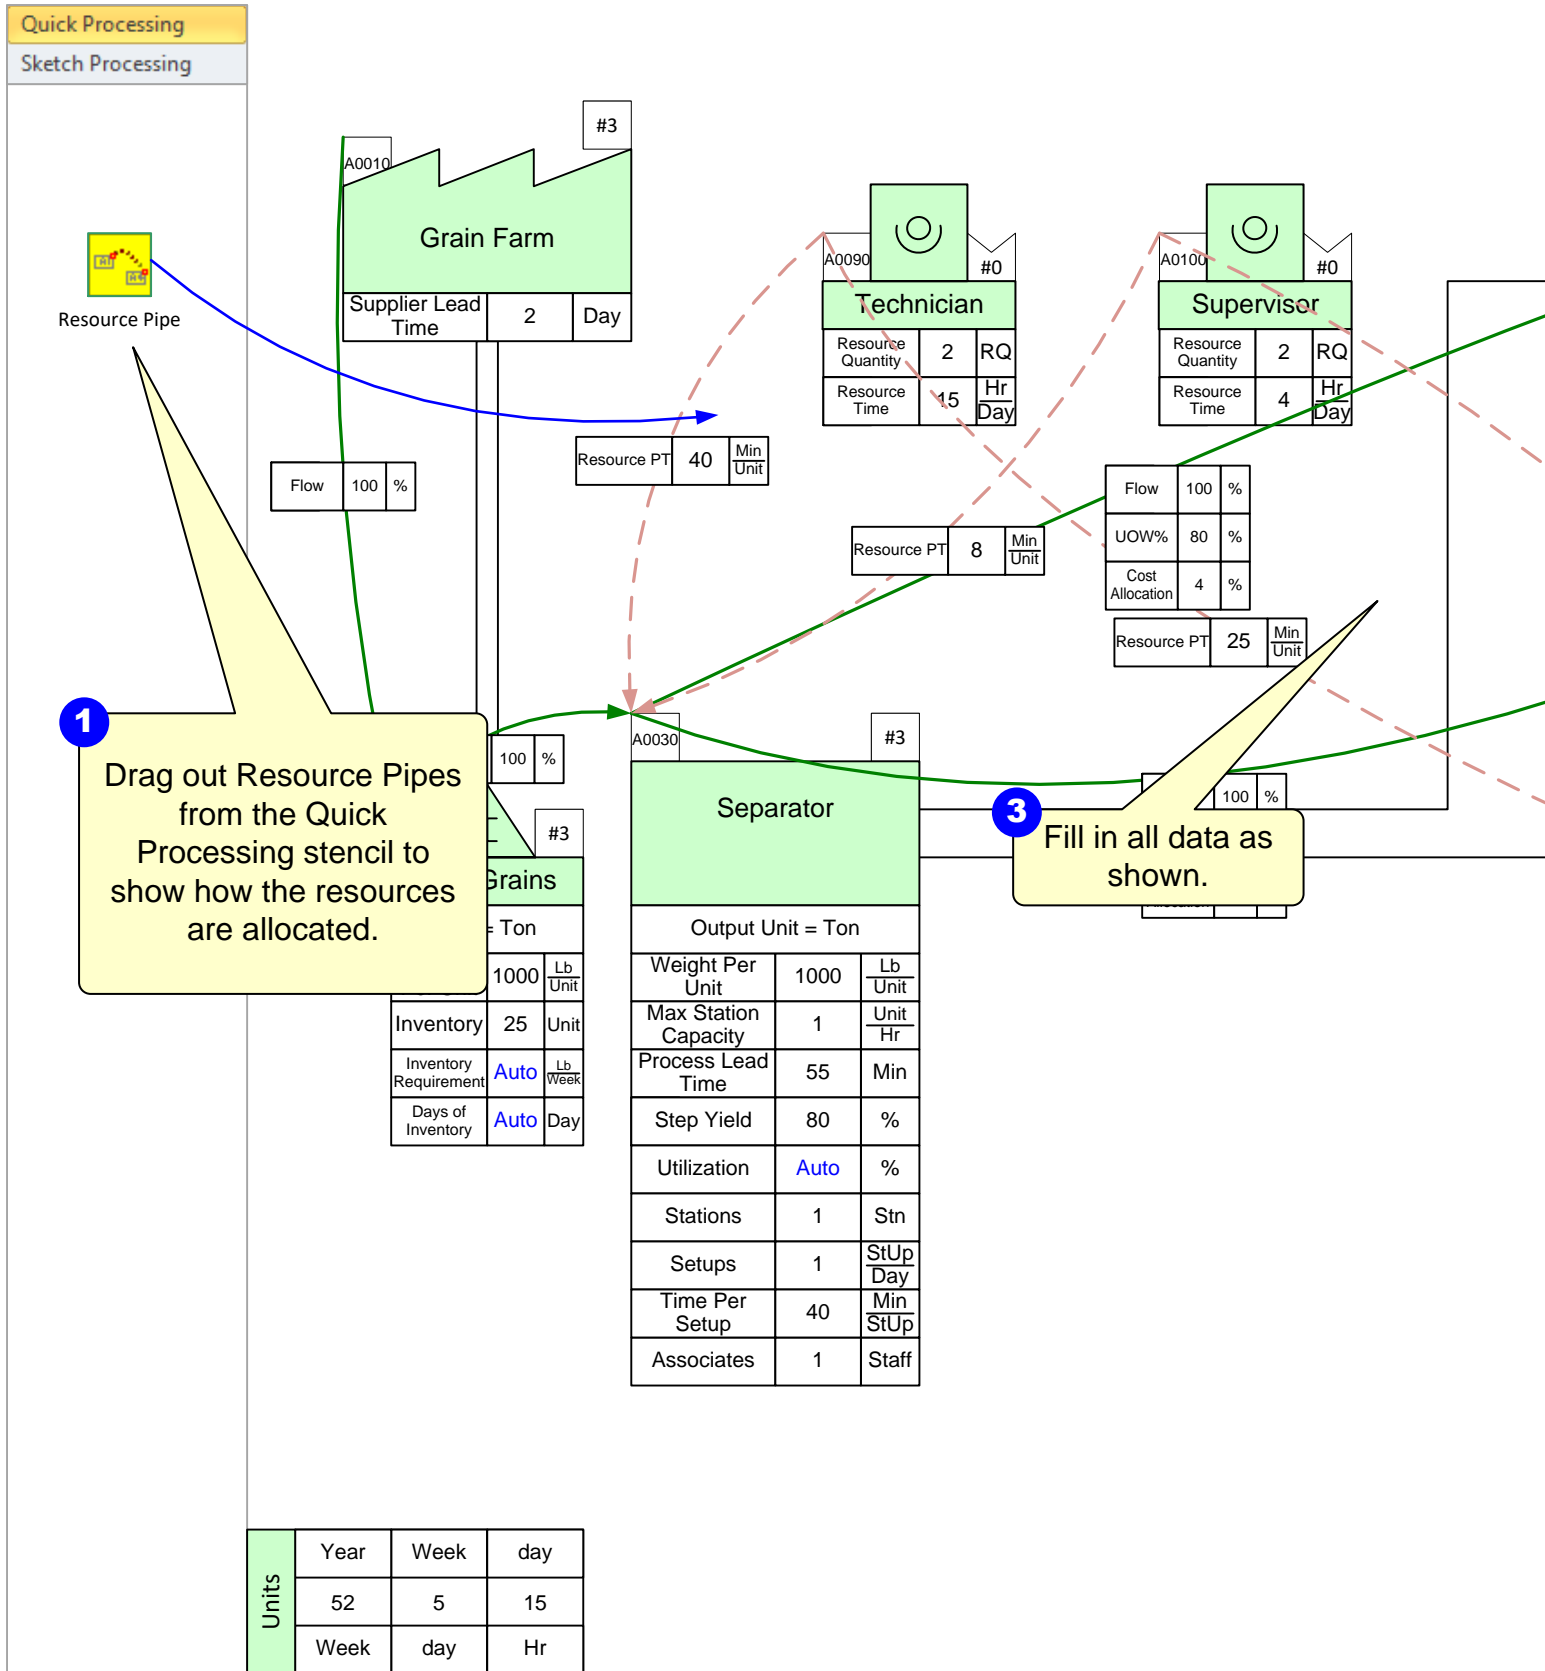 Quick Processing
Sketch Processing
Resource Pipe
#3
A0010
Grain Farm
Supplier Lead
Time
2
Day
A0090
#0
Technician
Resource
Quantity
2
RQ
Resource
Time
15
Hr
Day
A0100
#0
Supervisor
Resource
Quantity
2
RQ
Resource
Time
4
Hr
Day
Flow
100
%
Resource PT
40
Min
Unit
Resource PT
8
Min
Unit
Flow
100
%
UOW%
80
%
Cost
Allocation
4
%
Resource PT
25
Min
Unit
1
Drag out Resource Pipes
from the Quick
Processing stencil to
show how the resources
are allocated.
100
%
#3
Grains
= Ton
1000
Lb
Unit
Inventory
25
Unit
Inventory
Requirement
Auto
Lb
Week
Days of
Inventory
Auto
Day
A0030
#3
Separator
Output Unit = Ton
Weight Per
Unit
1000
Lb
Unit
Max Station
Capacity
1
Unit
Hr
Process Lead
Time
55
Min
Step Yield
80
%
Utilization
Auto
%
Stations
1
Stn
Setups
1
StUp
Day
Time Per
Setup
40
Min
StUp
Associates
1
Staff
100
%
3
Fill in all data as
shown.
Units
Year
Week
day
52
5
15
Week
day
Hr